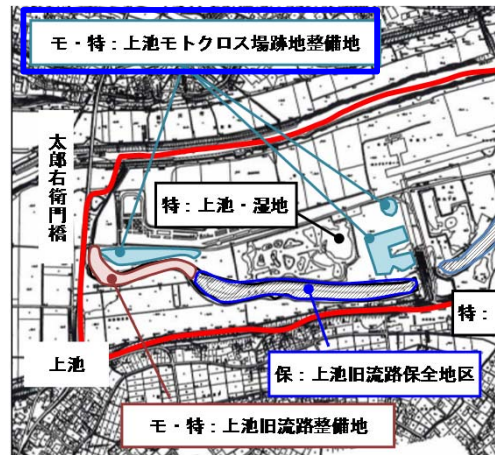 モ・特：上池モトクロス場跡地整備地
太郎右衛門橋
特：上池・湿地
特：
上池
保：上池旧流路保全地区
モ・特：上池旧流路整備地